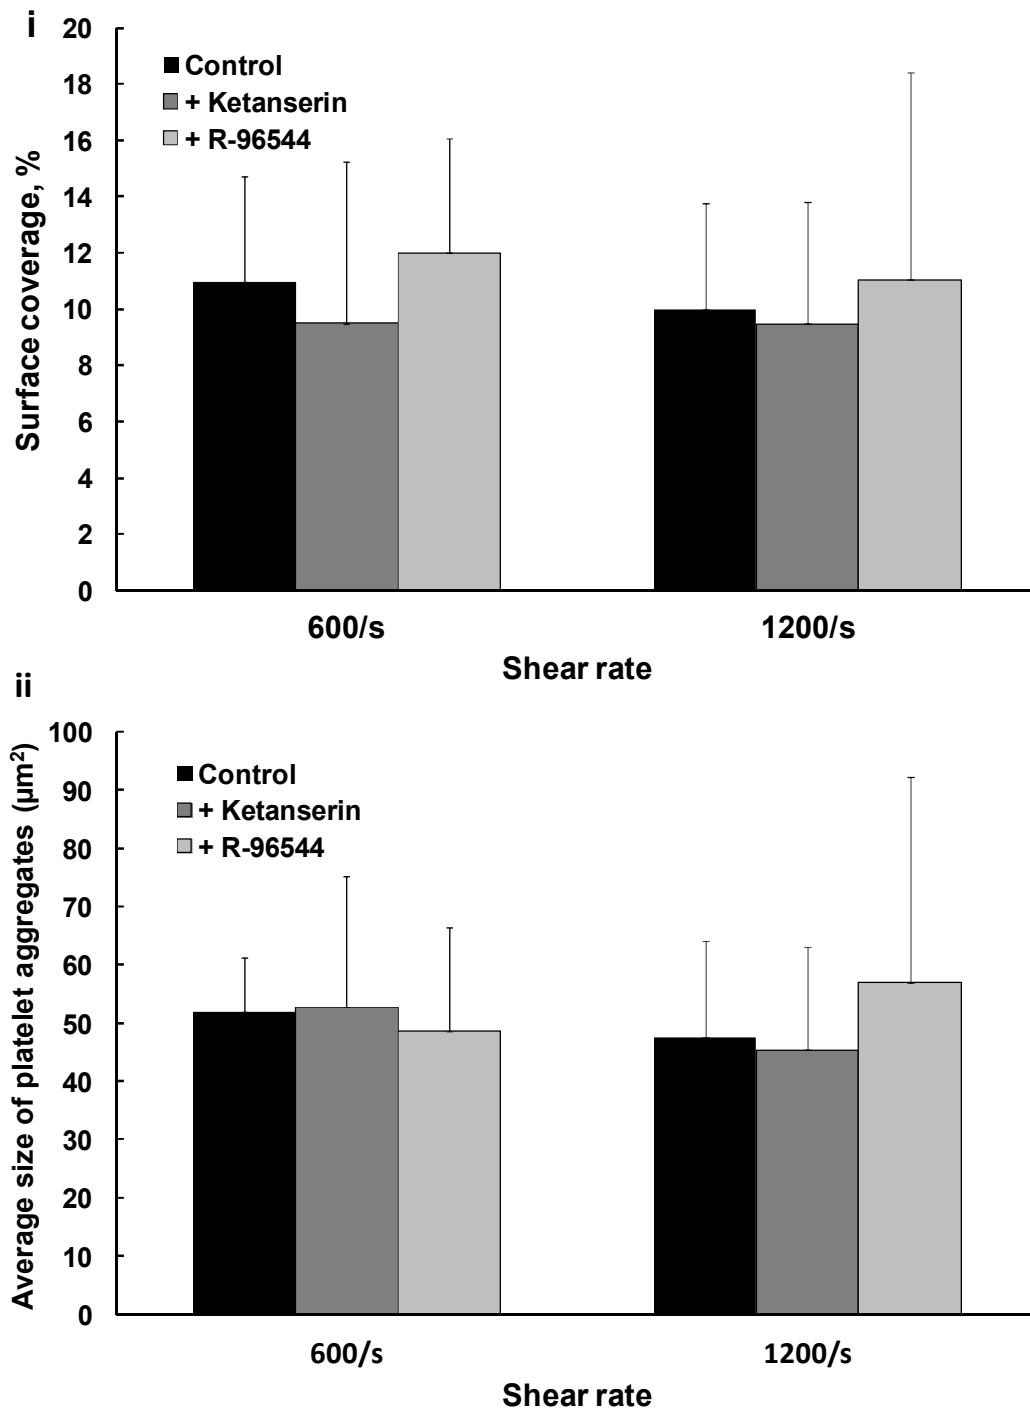 i
Surface coverage, %
20
18
16
14
12
10
8
6
4
2
0
Control
+ Ketanserin
+ R-96544
600/s
1200/s
Shear rate
ii
Average size of platelet aggregates (µm²)
100
90
80
70
60
50
40
30
20
10
0
Control
+ Ketanserin
+ R-96544
600/s
1200/s
Shear rate